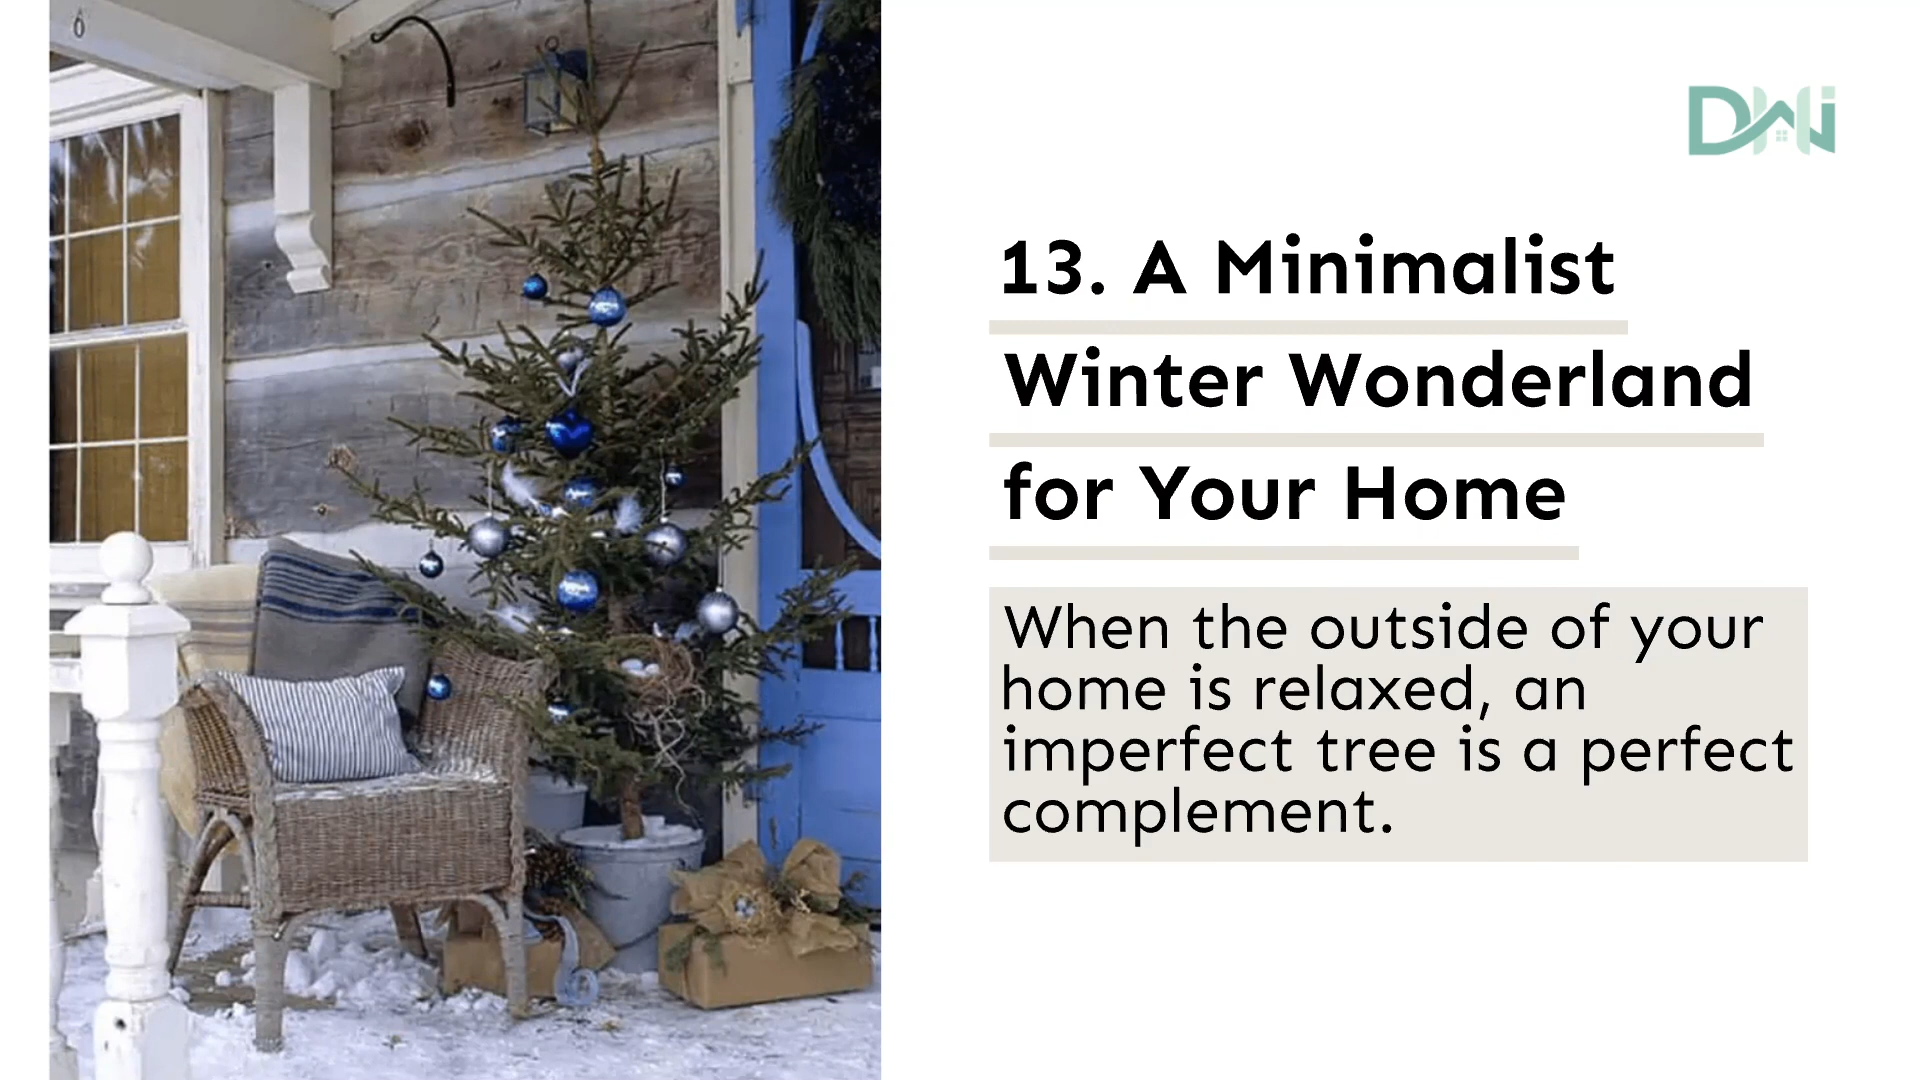 DHI
13. A Minimalist
Winter Wonderland
for Your Home
When the outside of your
home is relaxed, an
imperfect tree is a perfect
complement.